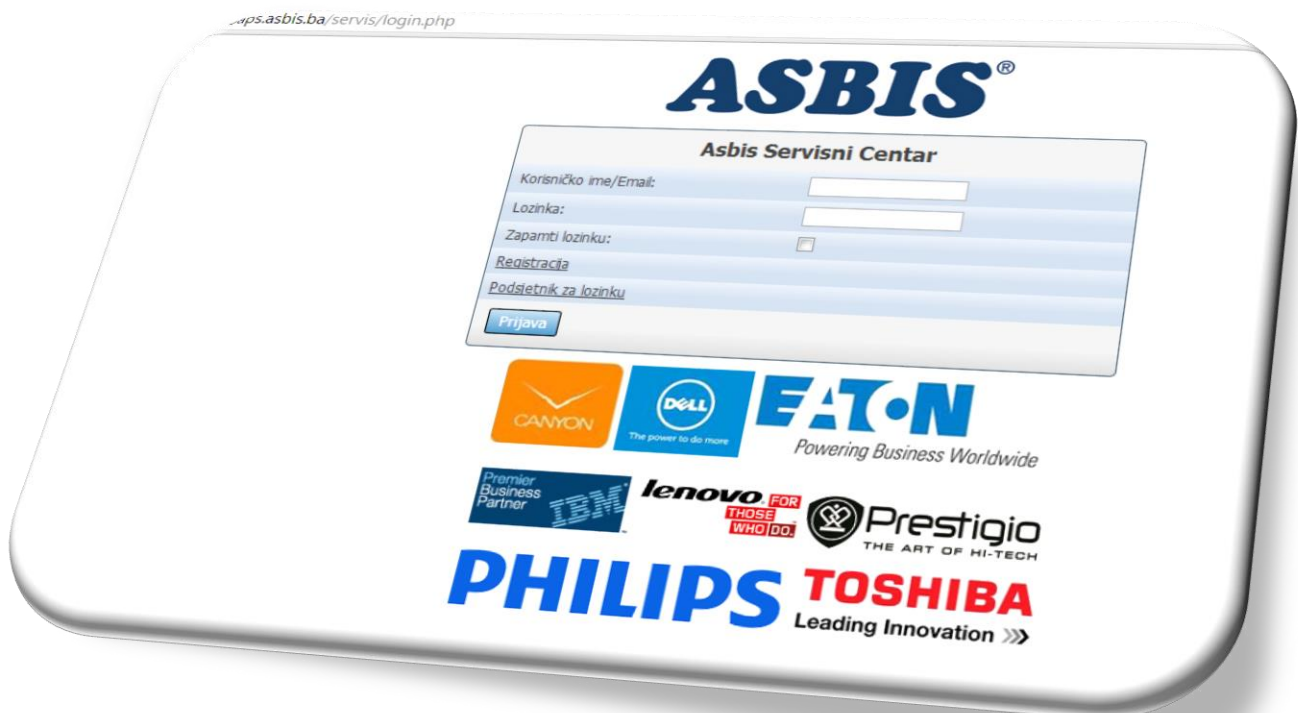 aps.asbis.ba/servis/login.php
ASBIS®
Asbis Servisni Centar
Korisničko ime/Email:
Lozinka:
Zapamti lozinku:
Registracija
Podsjetnik za lozinku
Prijava
CANYON
DELL
The power to do more
EATON
Powering Business Worldwide
Premier
Business
Partner
IBM
lenovo. FOR
THOSE
WHO DO.
Prestigio
THE ART OF HI-TECH
PHILIPS
TOSHIBA
Leading Innovation >>>